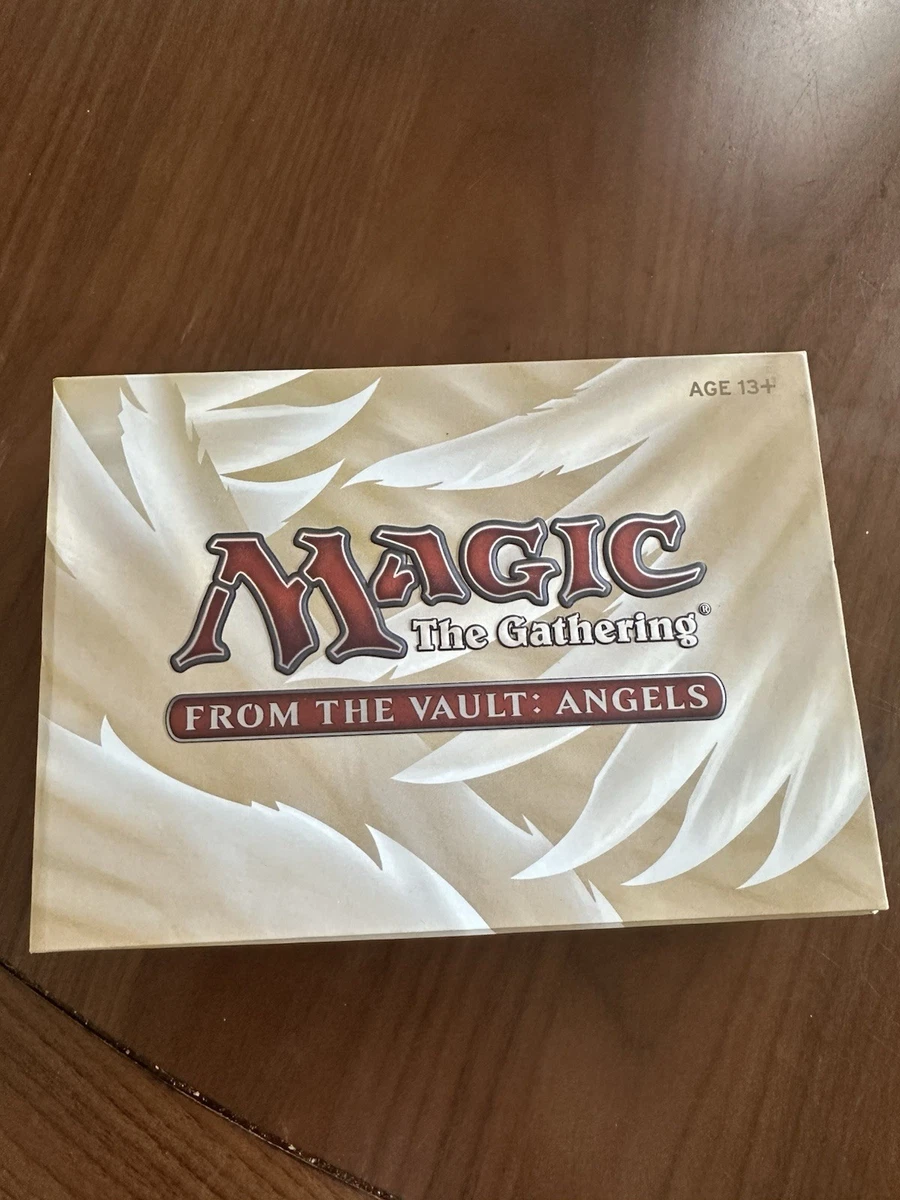 AGE 13+
MAGIC
The Gathering®
FROM THE VAULT: ANGELS